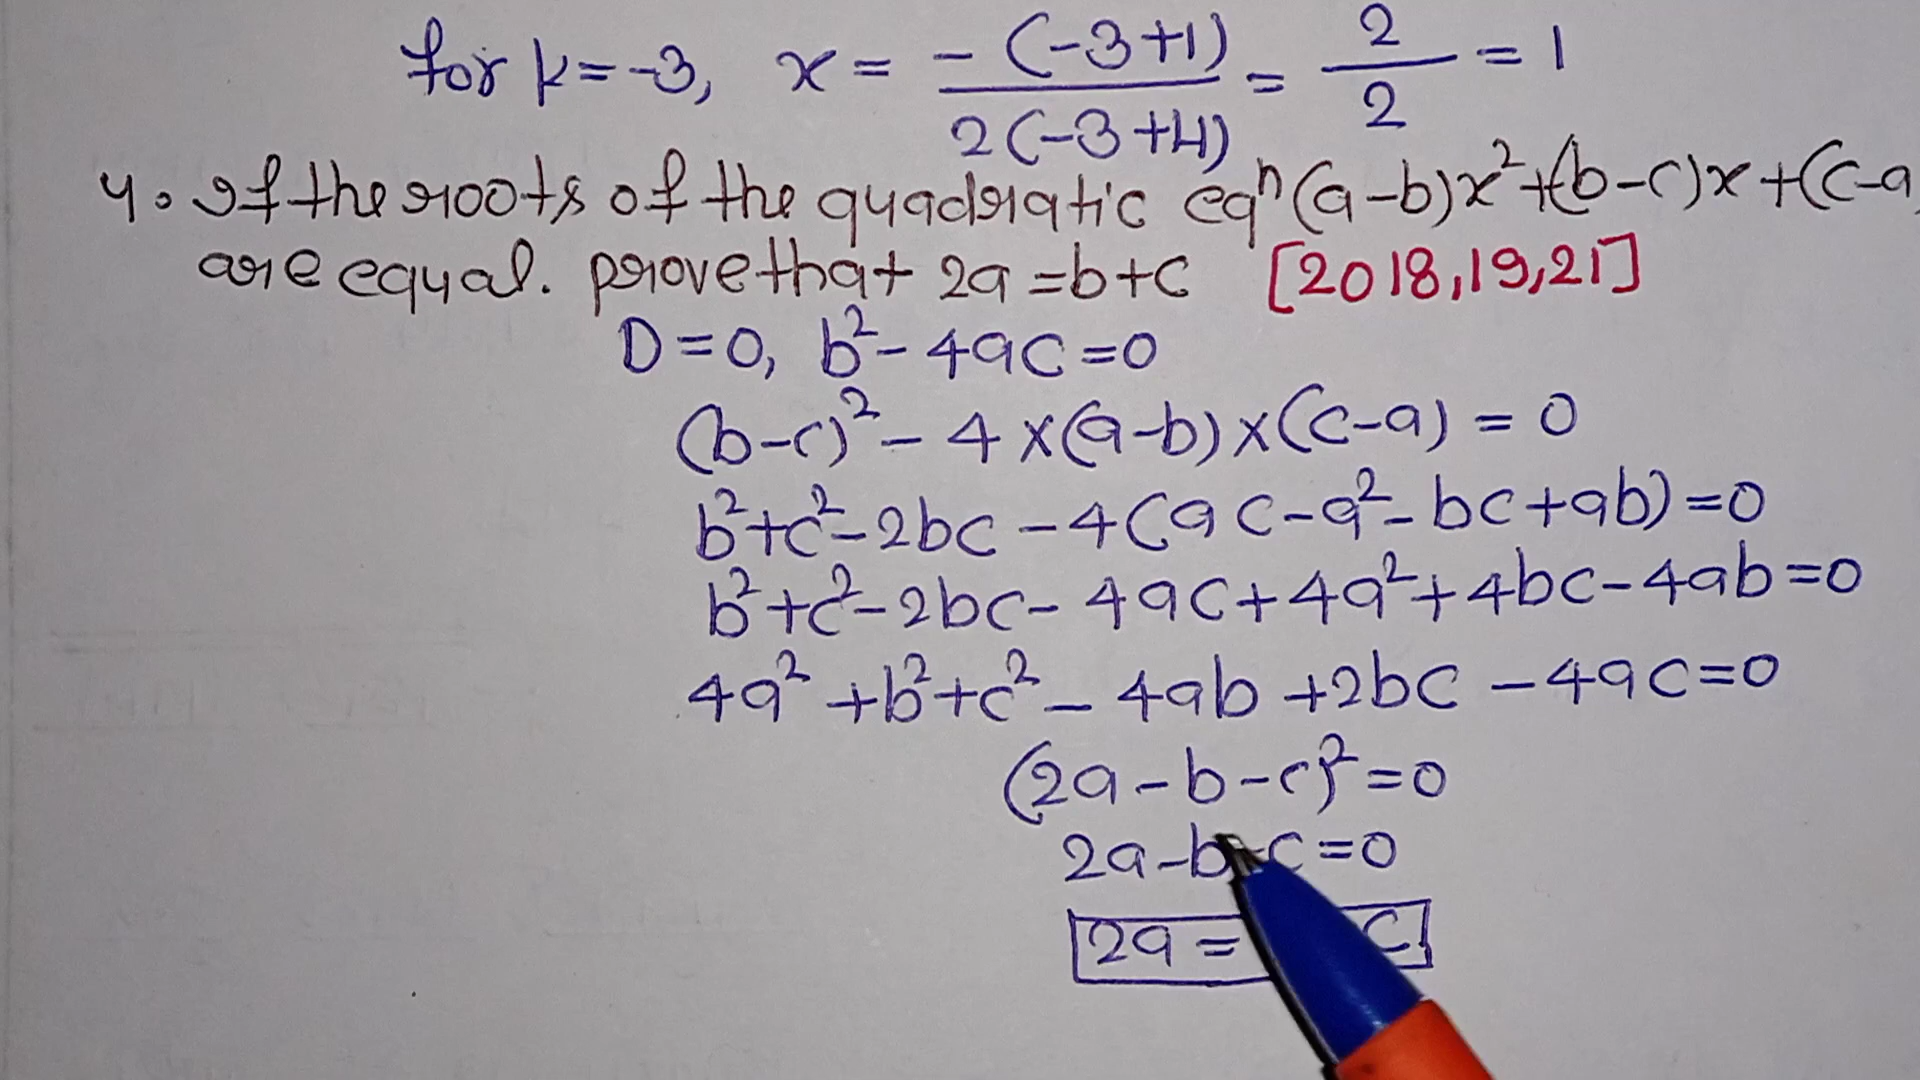 for k=-3, x = -(-3+1)/2(-3+4) = 2/2 = 1
4. If the roots of the quadratic eqⁿ (a-b)x²+(b-c)x+(c-a
are equal. prove that 2a=b+c [2018,19,21]
D=0, b²-4ac=0
(b-c)²-4×(a-b)×(c-a)=0
b²+c²-2bc-4(ac-a²-bc+ab)=0
b²+c²-2bc-4ac+4a²+4bc-4ab=0
4a²+b²+c²-4ab+2bc-4ac=0
(2a-b-c)²=0
2a-b-c=0
2a= c